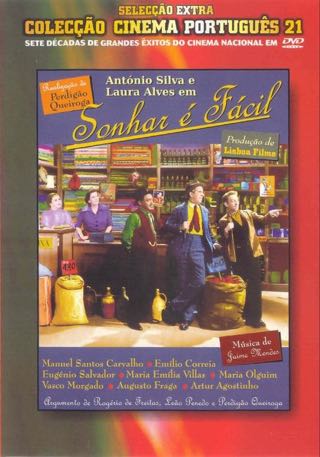 SELECÇÃO EXTRA
COLECÇÃO CINEMA PORTUGUÊS 21
SETE DÉCADAS DE GRANDES ÊXITOS DO CINEMA NACIONAL EM DVD
Realização de
Perdigão
Queiroga
António Silva e
Laura Alves em
Sonhar é Fácil
Produção de
Lisboa Filme
Música de
Jaime Mendes
Manuel Santos Carvalho • Emílio Correia
Eugénio Salvador • Maria Emília Villas • Maria Olguim
Vasco Morgado • Augusto Fraga • Artur Agostinho
Argumento de Rogério de Freitas, Leão Penedo e Perdigão Queiroga